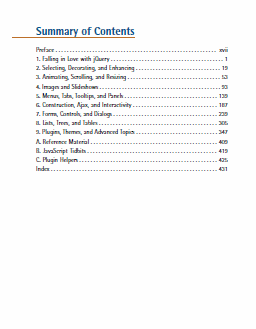 Summary of Contents
Preface ........................................ xvii
1. Falling in Love with jQuery ........................................ 1
2. Selecting, Decorating, and Enhancing ........................................ 19
3. Animating, Scrolling, and Resizing ........................................ 53
4. Images and Slideshows ........................................ 93
5. Menus, Tabs, Tooltips, and Panels ........................................ 139
6. Construction, Ajax, and Interactivity ........................................ 187
7. Forms, Controls, and Dialogs ........................................ 239
8. Lists, Trees, and Tables ........................................ 305
9. Plugins, Themes, and Advanced Topics ........................................ 347
A. Reference Material ........................................ 409
B. JavaScript Tidbits ........................................ 419
C. Plugin Helpers ........................................ 425
Index ........................................ 431